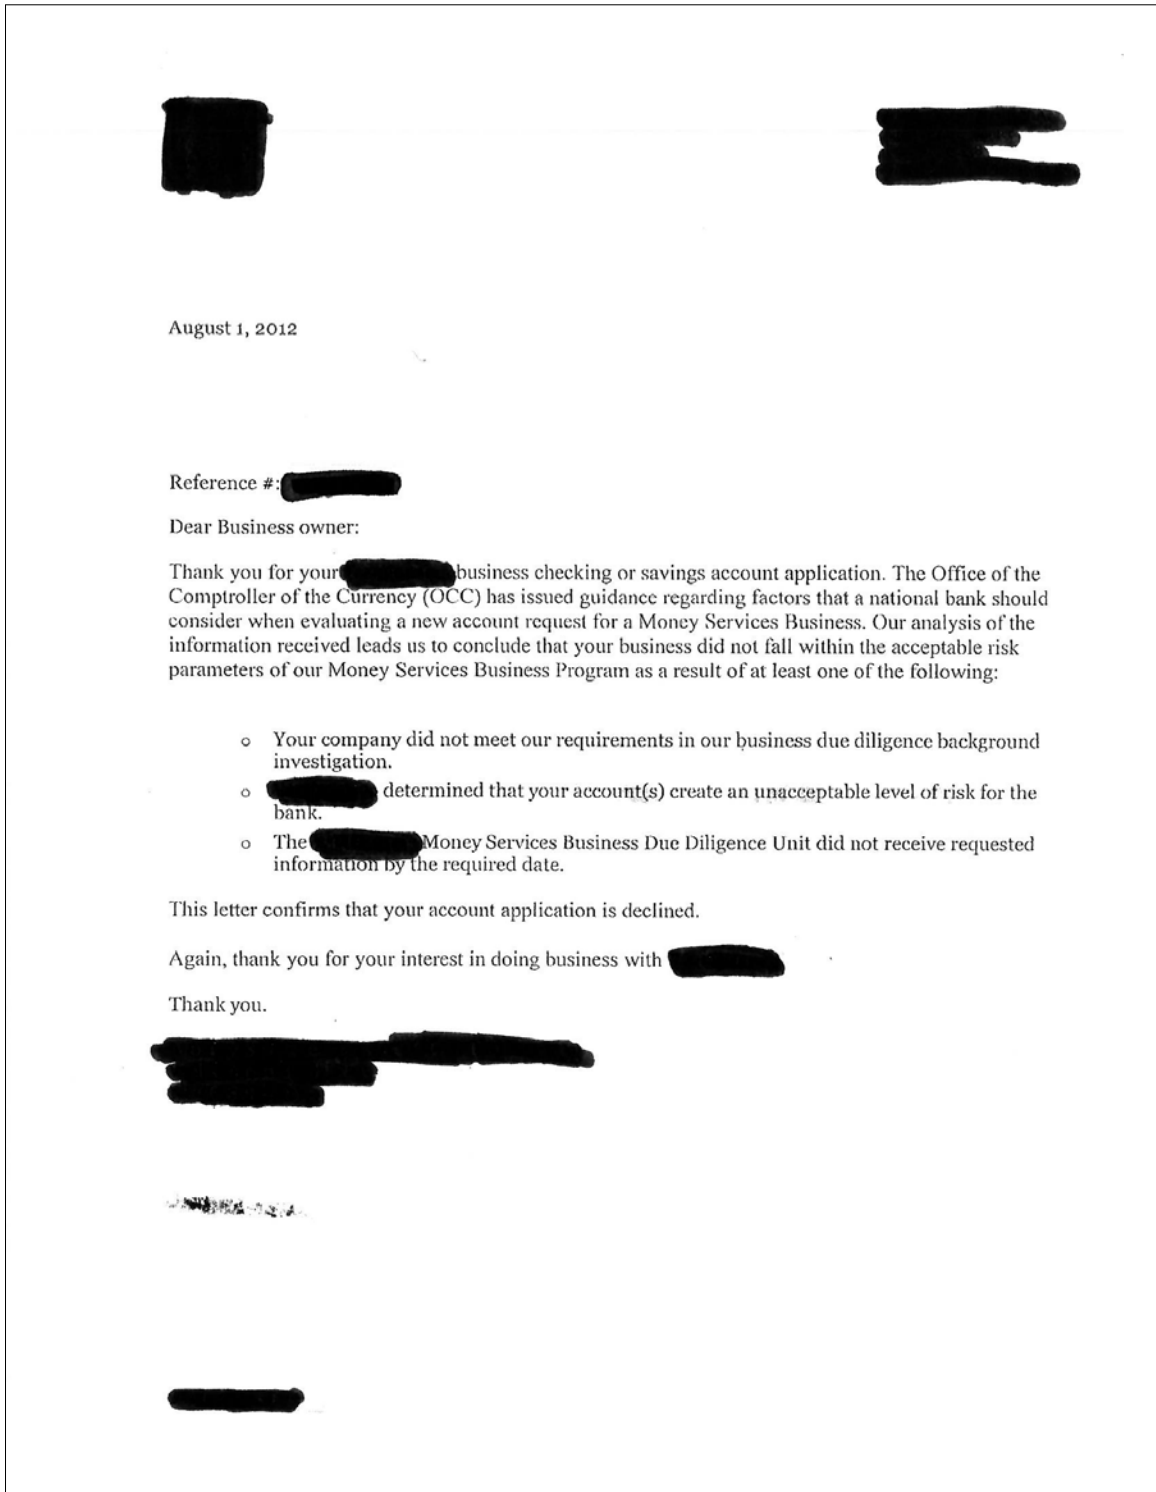 August 1, 2012
Reference #:
Dear Business owner:
Thank you for your business checking or savings account application. The Office of the
Comptroller of the Currency (OCC) has issued guidance regarding factors that a national bank should
consider when evaluating a new account request for a Money Services Business. Our analysis of the
information received leads us to conclude that your business did not fall within the acceptable risk
parameters of our Money Services Business Program as a result of at least one of the following:
o Your company did not meet our requirements in our business due diligence background
investigation.
o determined that your account(s) create an unacceptable level of risk for the
bank.
o The Money Services Business Due Diligence Unit did not receive requested
information by the required date.
This letter confirms that your account application is declined.
Again, thank you for your interest in doing business with
Thank you.